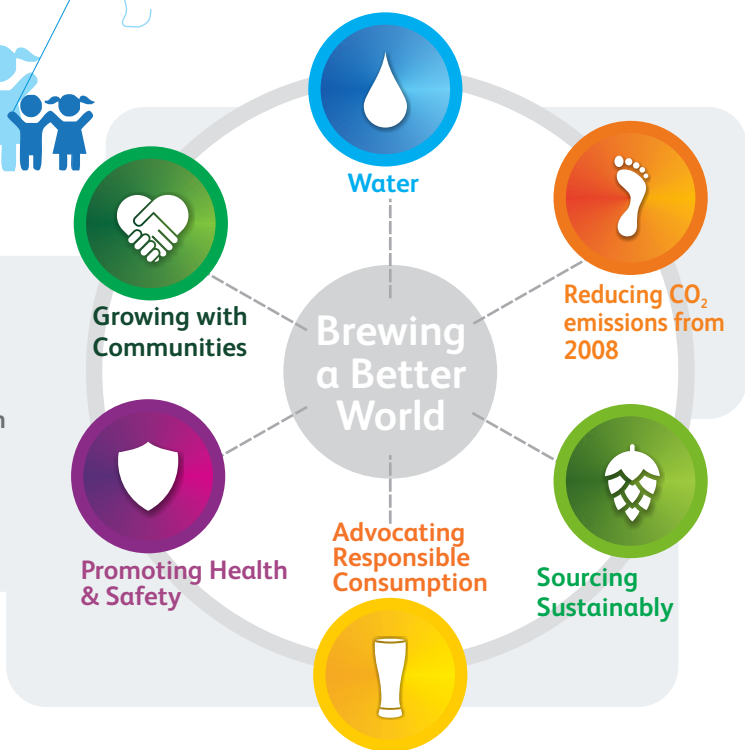 Water
Reducing CO₂
emissions from
2008
Growing with
Communities
Brewing
a Better
World
Advocating
Responsible
Consumption
Sourcing
Sustainably
Promoting Health
& Safety